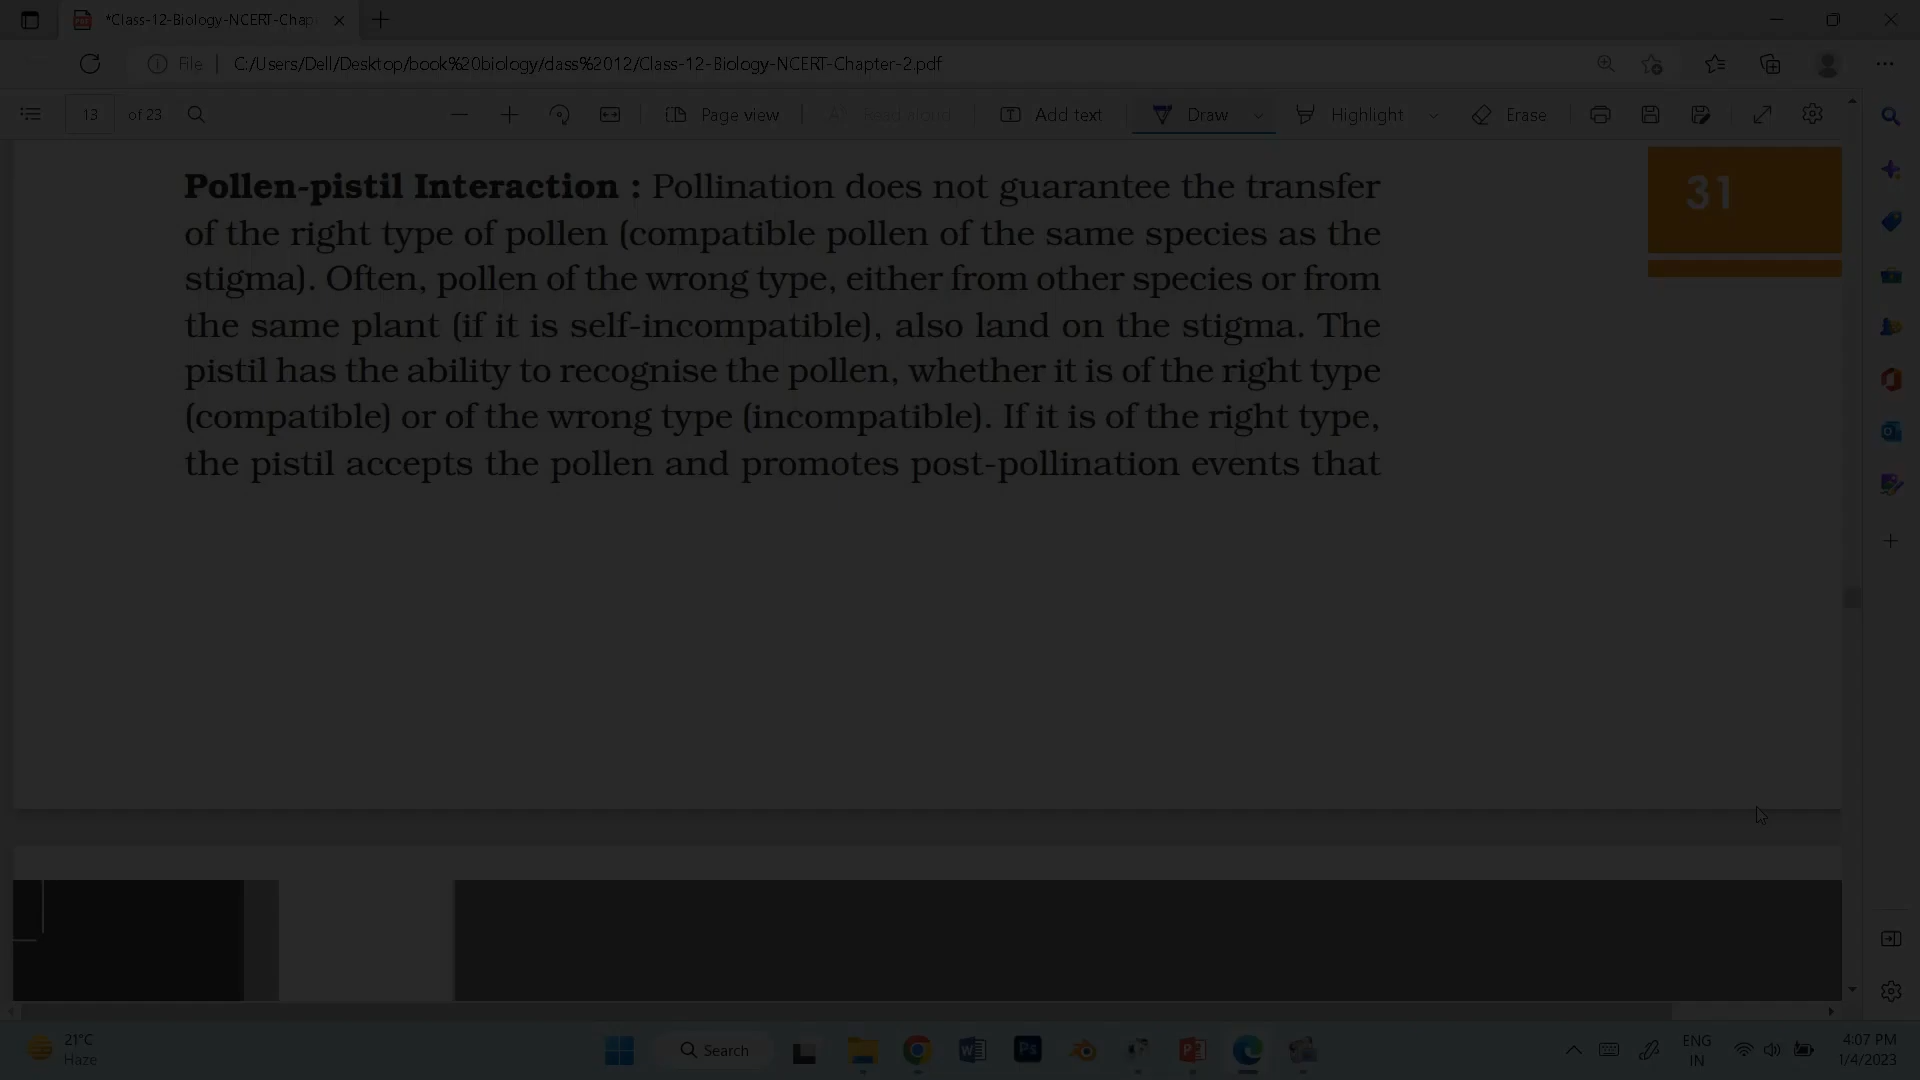 *Class-12-Biology-NCERT-Chap
File
C:/Users/Dell/Desktop/book%20biology/class%2012/Class-12-Biology-NCERT-Chapter-2.pdf
13 of 23
Page view
Read aloud
Add text
Draw
Highlight
Erase
31
Pollen-pistil Interaction : Pollination does not guarantee the transfer
of the right type of pollen (compatible pollen of the same species as the
stigma). Often, pollen of the wrong type, either from other species or from
the same plant (if it is self-incompatible), also land on the stigma. The
pistil has the ability to recognise the pollen, whether it is of the right type
(compatible) or of the wrong type (incompatible). If it is of the right type,
the pistil accepts the pollen and promotes post-pollination events that
21°C
Haze
Search
ENG
IN
4:07 PM
1/4/2023